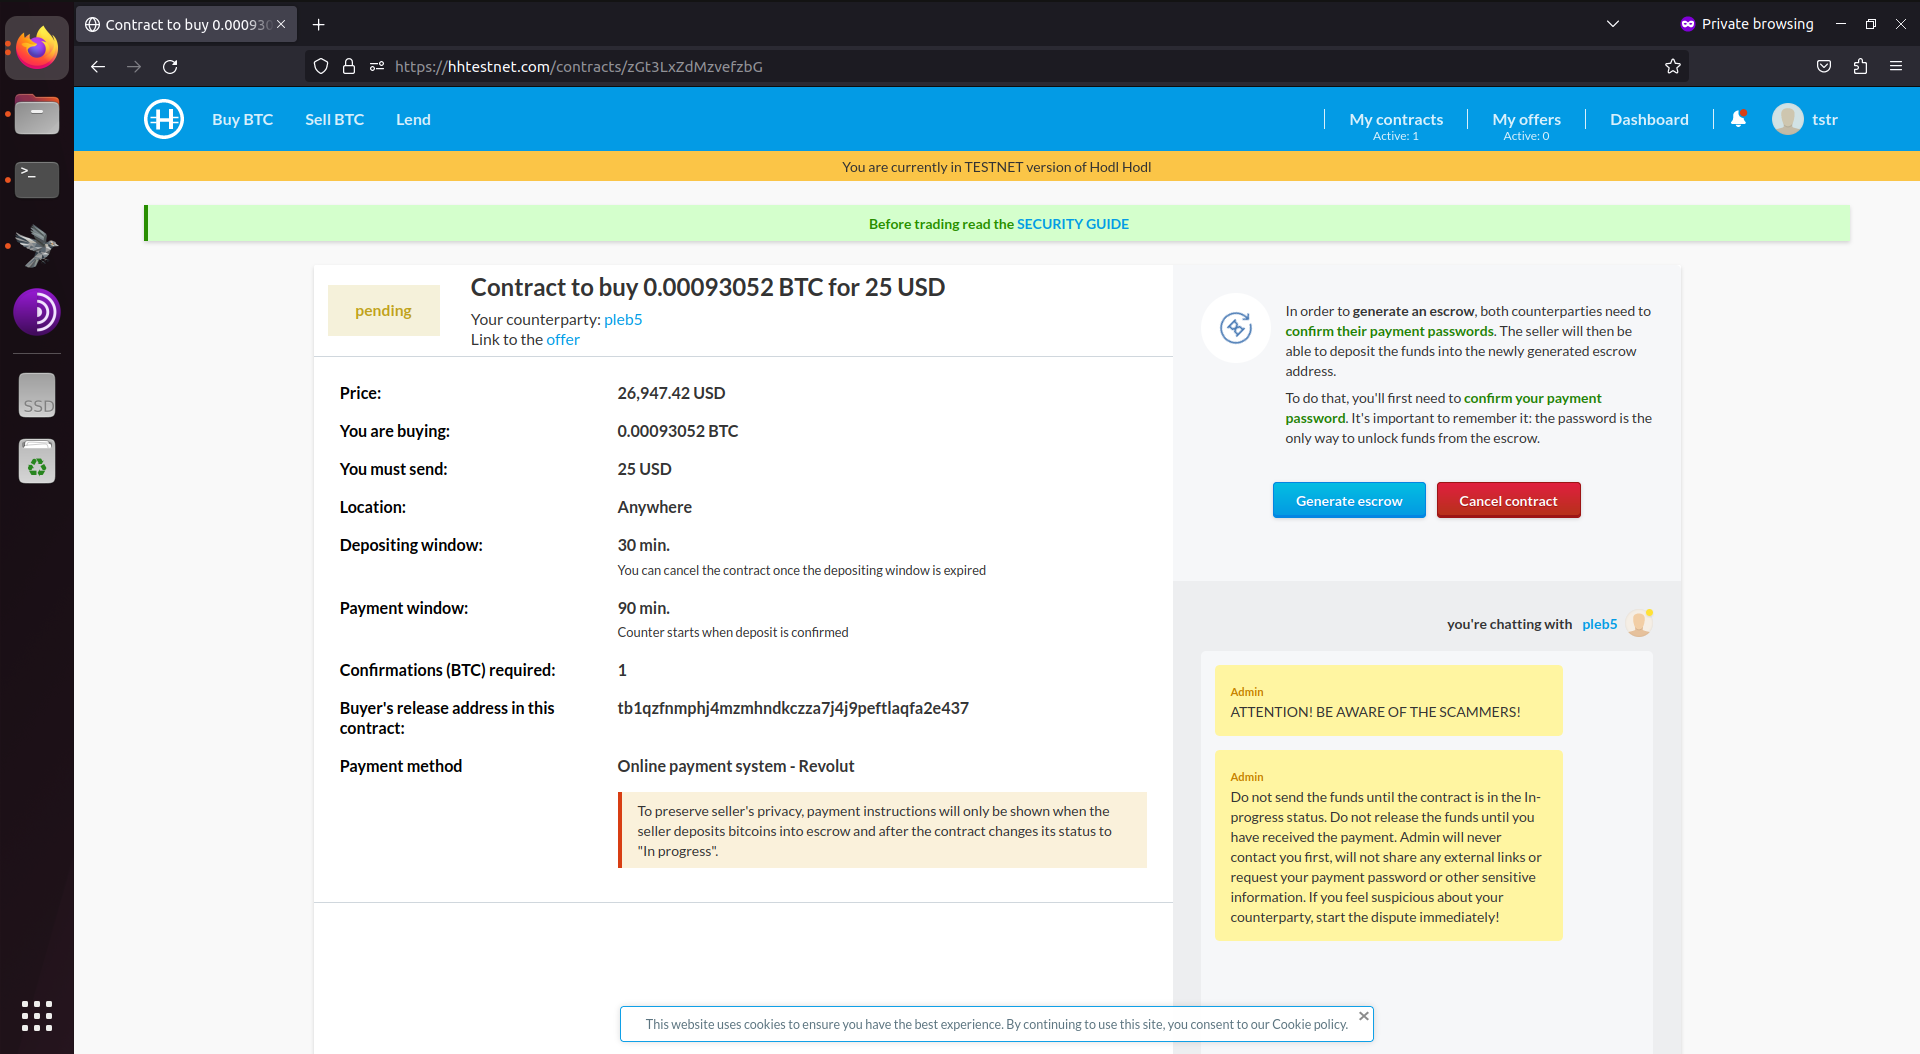 Contract to buy 0.00093
Private browsing
https://hhtestnet.com/contracts/zGt3LxZdMzvefzbG
Buy BTC
Sell BTC
Lend
My contracts
Active: 1
My offers
Active: 0
Dashboard
tstr
You are currently in TESTNET version of Hodl Hodl
Before trading read the SECURITY GUIDE
pending
Contract to buy 0.00093052 BTC for 25 USD
Your counterparty: pleb5
Link to the offer
Price:
26,947.42 USD
You are buying:
0.00093052 BTC
You must send:
25 USD
Location:
Anywhere
Depositing window:
30 min.
You can cancel the contract once the depositing window is expired
Payment window:
90 min.
Counter starts when deposit is confirmed
Confirmations (BTC) required:
1
Buyer's release address in this
contract:
tb1qzfnmphj4mzmhndkczza7j4j9peftlaqfa2e437
Payment method
Online payment system - Revolut
To preserve seller's privacy, payment instructions will only be shown when the
seller deposits bitcoins into escrow and after the contract changes its status to
"In progress".
In order to generate an escrow, both counterparties need to
confirm their payment passwords. The seller will then be
able to deposit the funds into the newly generated escrow
address.
To do that, you'll first need to confirm your payment
password. It's important to remember it: the password is the
only way to unlock funds from the escrow.
Generate escrow
Cancel contract
you're chatting with pleb5
Admin
ATTENTION! BE AWARE OF THE SCAMMERS!
Admin
Do not send the funds until the contract is in the In-
progress status. Do not release the funds until you
have received the payment. Admin will never
contact you first, will not share any external links or
request your payment password or other sensitive
information. If you feel suspicious about your
counterparty, start the dispute immediately!
This website uses cookies to ensure you have the best experience. By continuing to use this site, you consent to our Cookie policy.
SSD